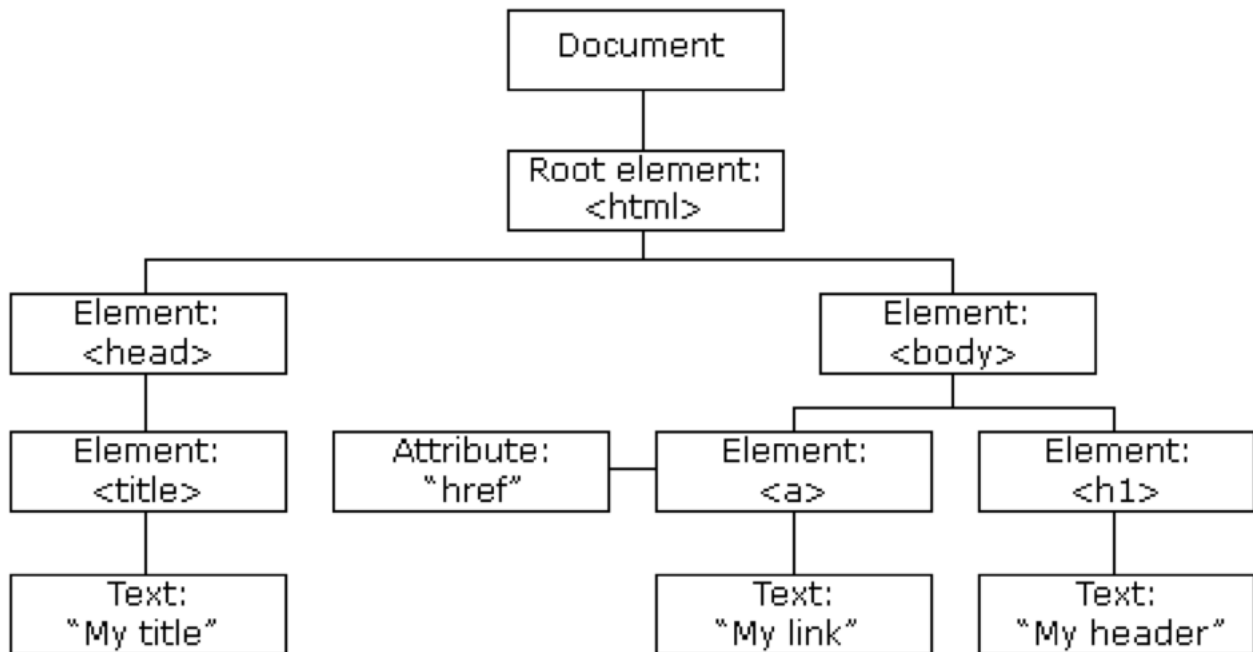 Document
Root element:
<html>
Element:
<head>
Element:
<body>
Element:
<title>
Attribute:
“href”
Element:
<a>
Element:
<h1>
Text:
“My title”
Text:
“My link”
Text:
“My header”